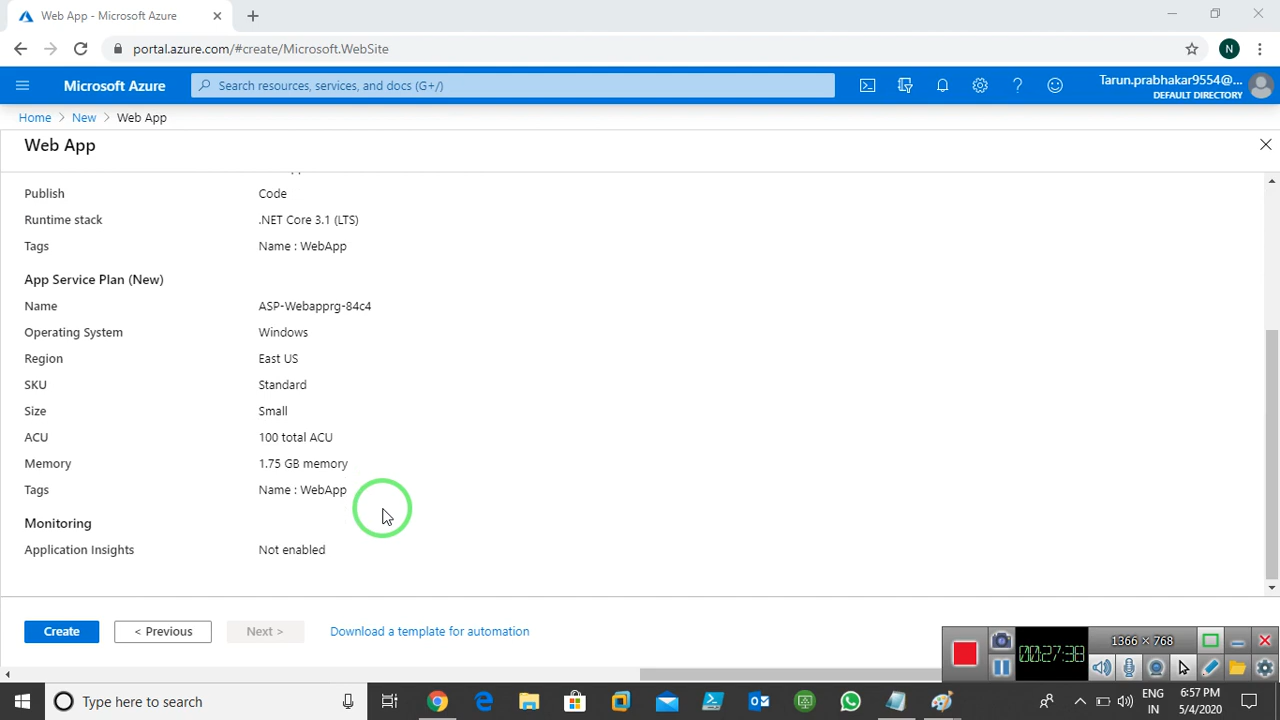 Web App - Microsoft Azure
portal.azure.com/#create/Microsoft.WebSite
N
Microsoft Azure
Search resources, services, and docs (G+/)
Tarun.prabhakar9554@...
DEFAULT DIRECTORY
Home > New > Web App
Web App
Publish Code
Runtime stack .NET Core 3.1 (LTS)
Tags Name : WebApp
App Service Plan (New)
Name ASP-Webapprg-84c4
Operating System Windows
Region East US
SKU Standard
Size Small
ACU 100 total ACU
Memory 1.75 GB memory
Tags Name : WebApp
Monitoring
Application Insights Not enabled
Create < Previous Next > Download a template for automation
1366 × 768
00:27:38
Type here to search
ENG
IN
6:57 PM
5/4/2020